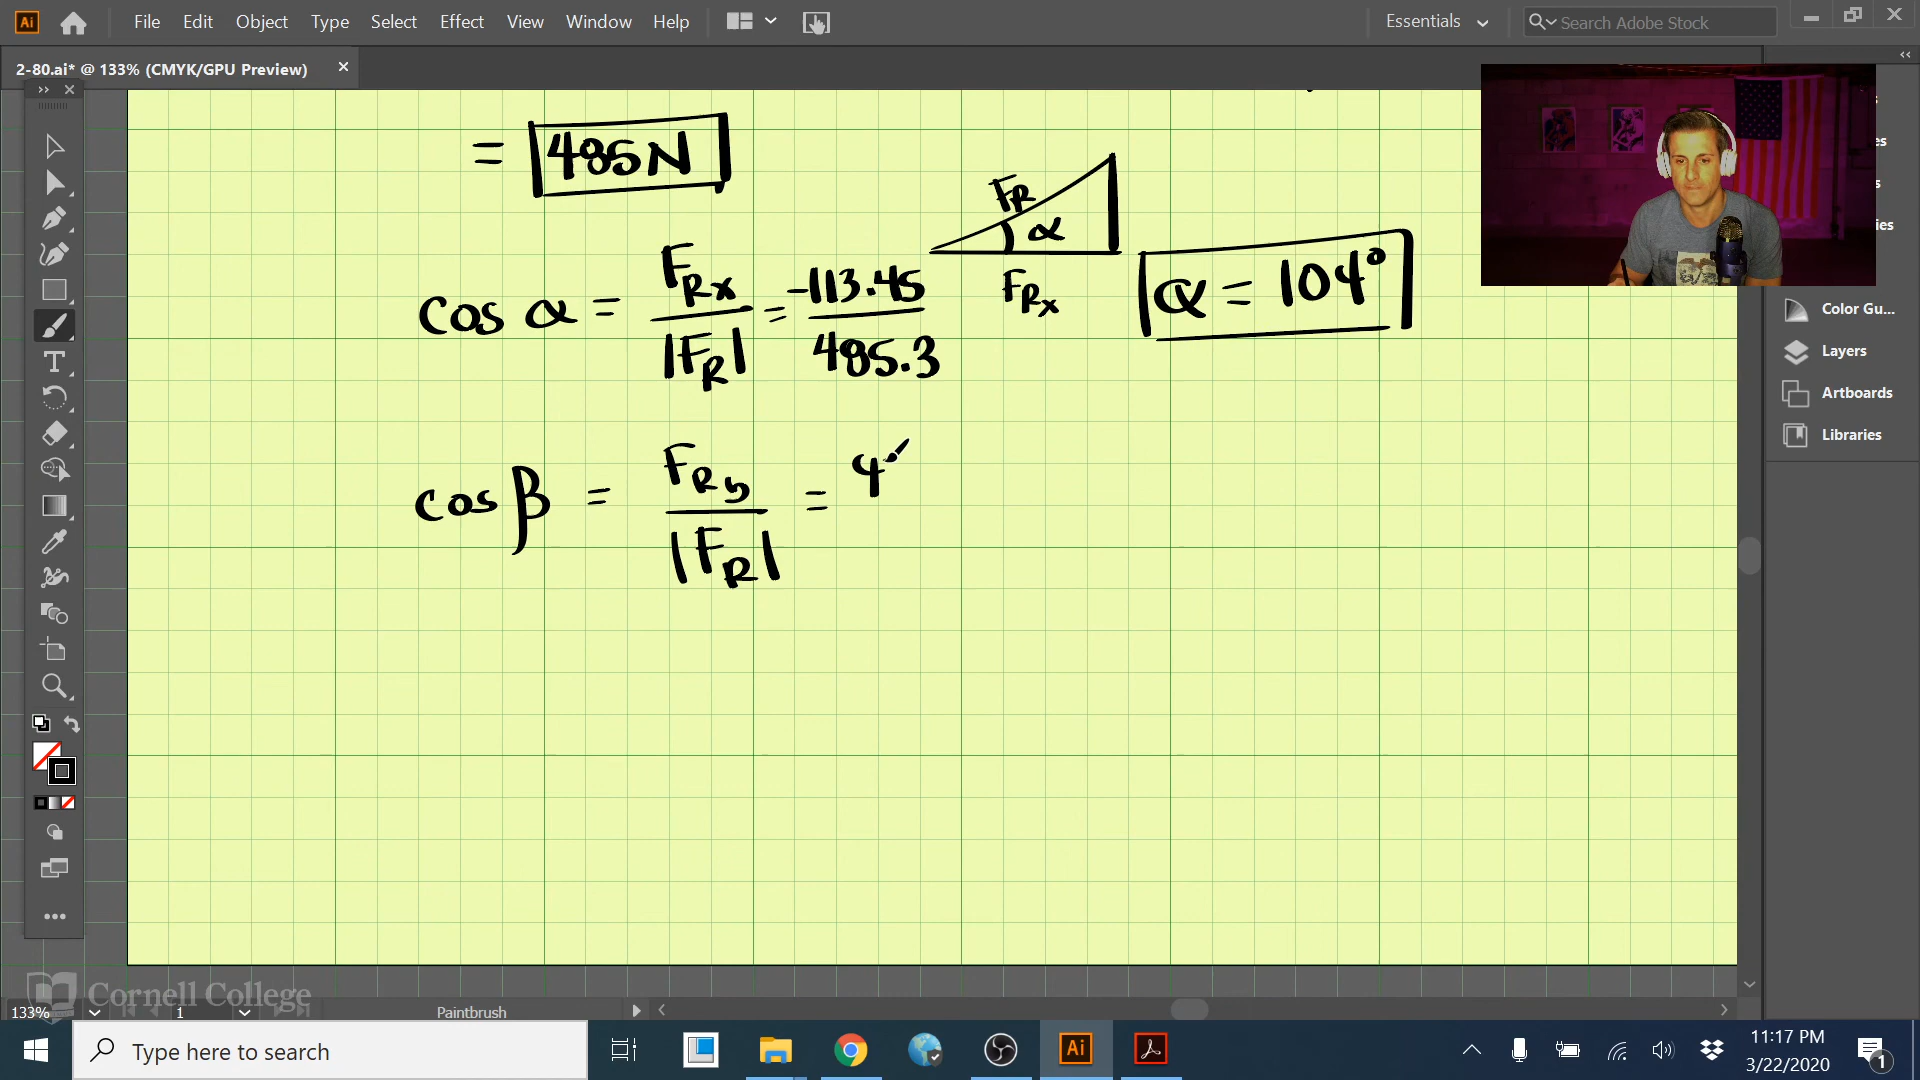 File Edit Object Type Select Effect View Window Help
Essentials
Search Adobe Stock
2-80.ai* @ 133% (CMYK/GPU Preview)
= 485N
FR
α
FRx
cos α = FRx / |FR| = -113.45 / 485.3
α = 104°
cos β = FRy / |FR| = 4
Color Gu...
Layers
Artboards
Libraries
Cornell College
133%
1
Paintbrush
Type here to search
Ai
11:17 PM
3/22/2020
1